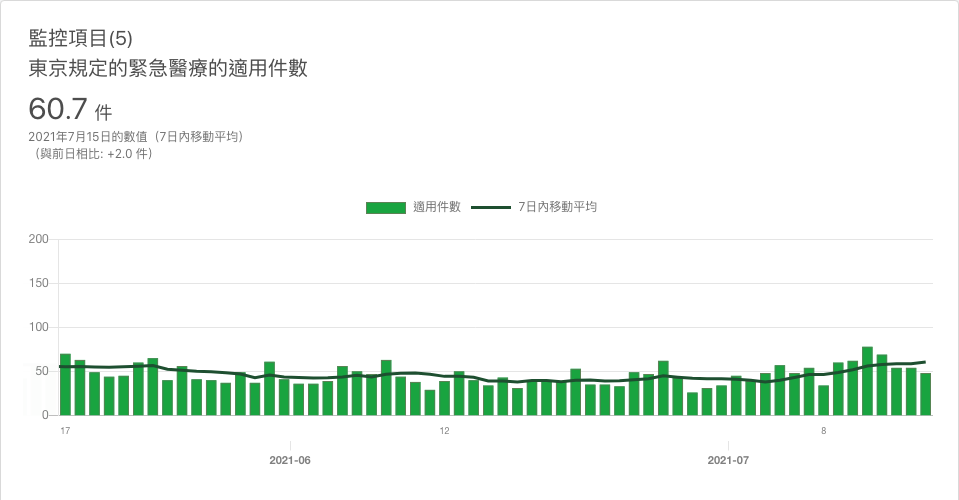 監控項目(5)
東京規定的緊急醫療的適用件數
60.7 件
2021年7月15日的數值（7日內移動平均）
（與前日相比: +2.0 件）
適用件數 7日內移動平均
200
150
100
50
0
17 12 8
2021-06 2021-07